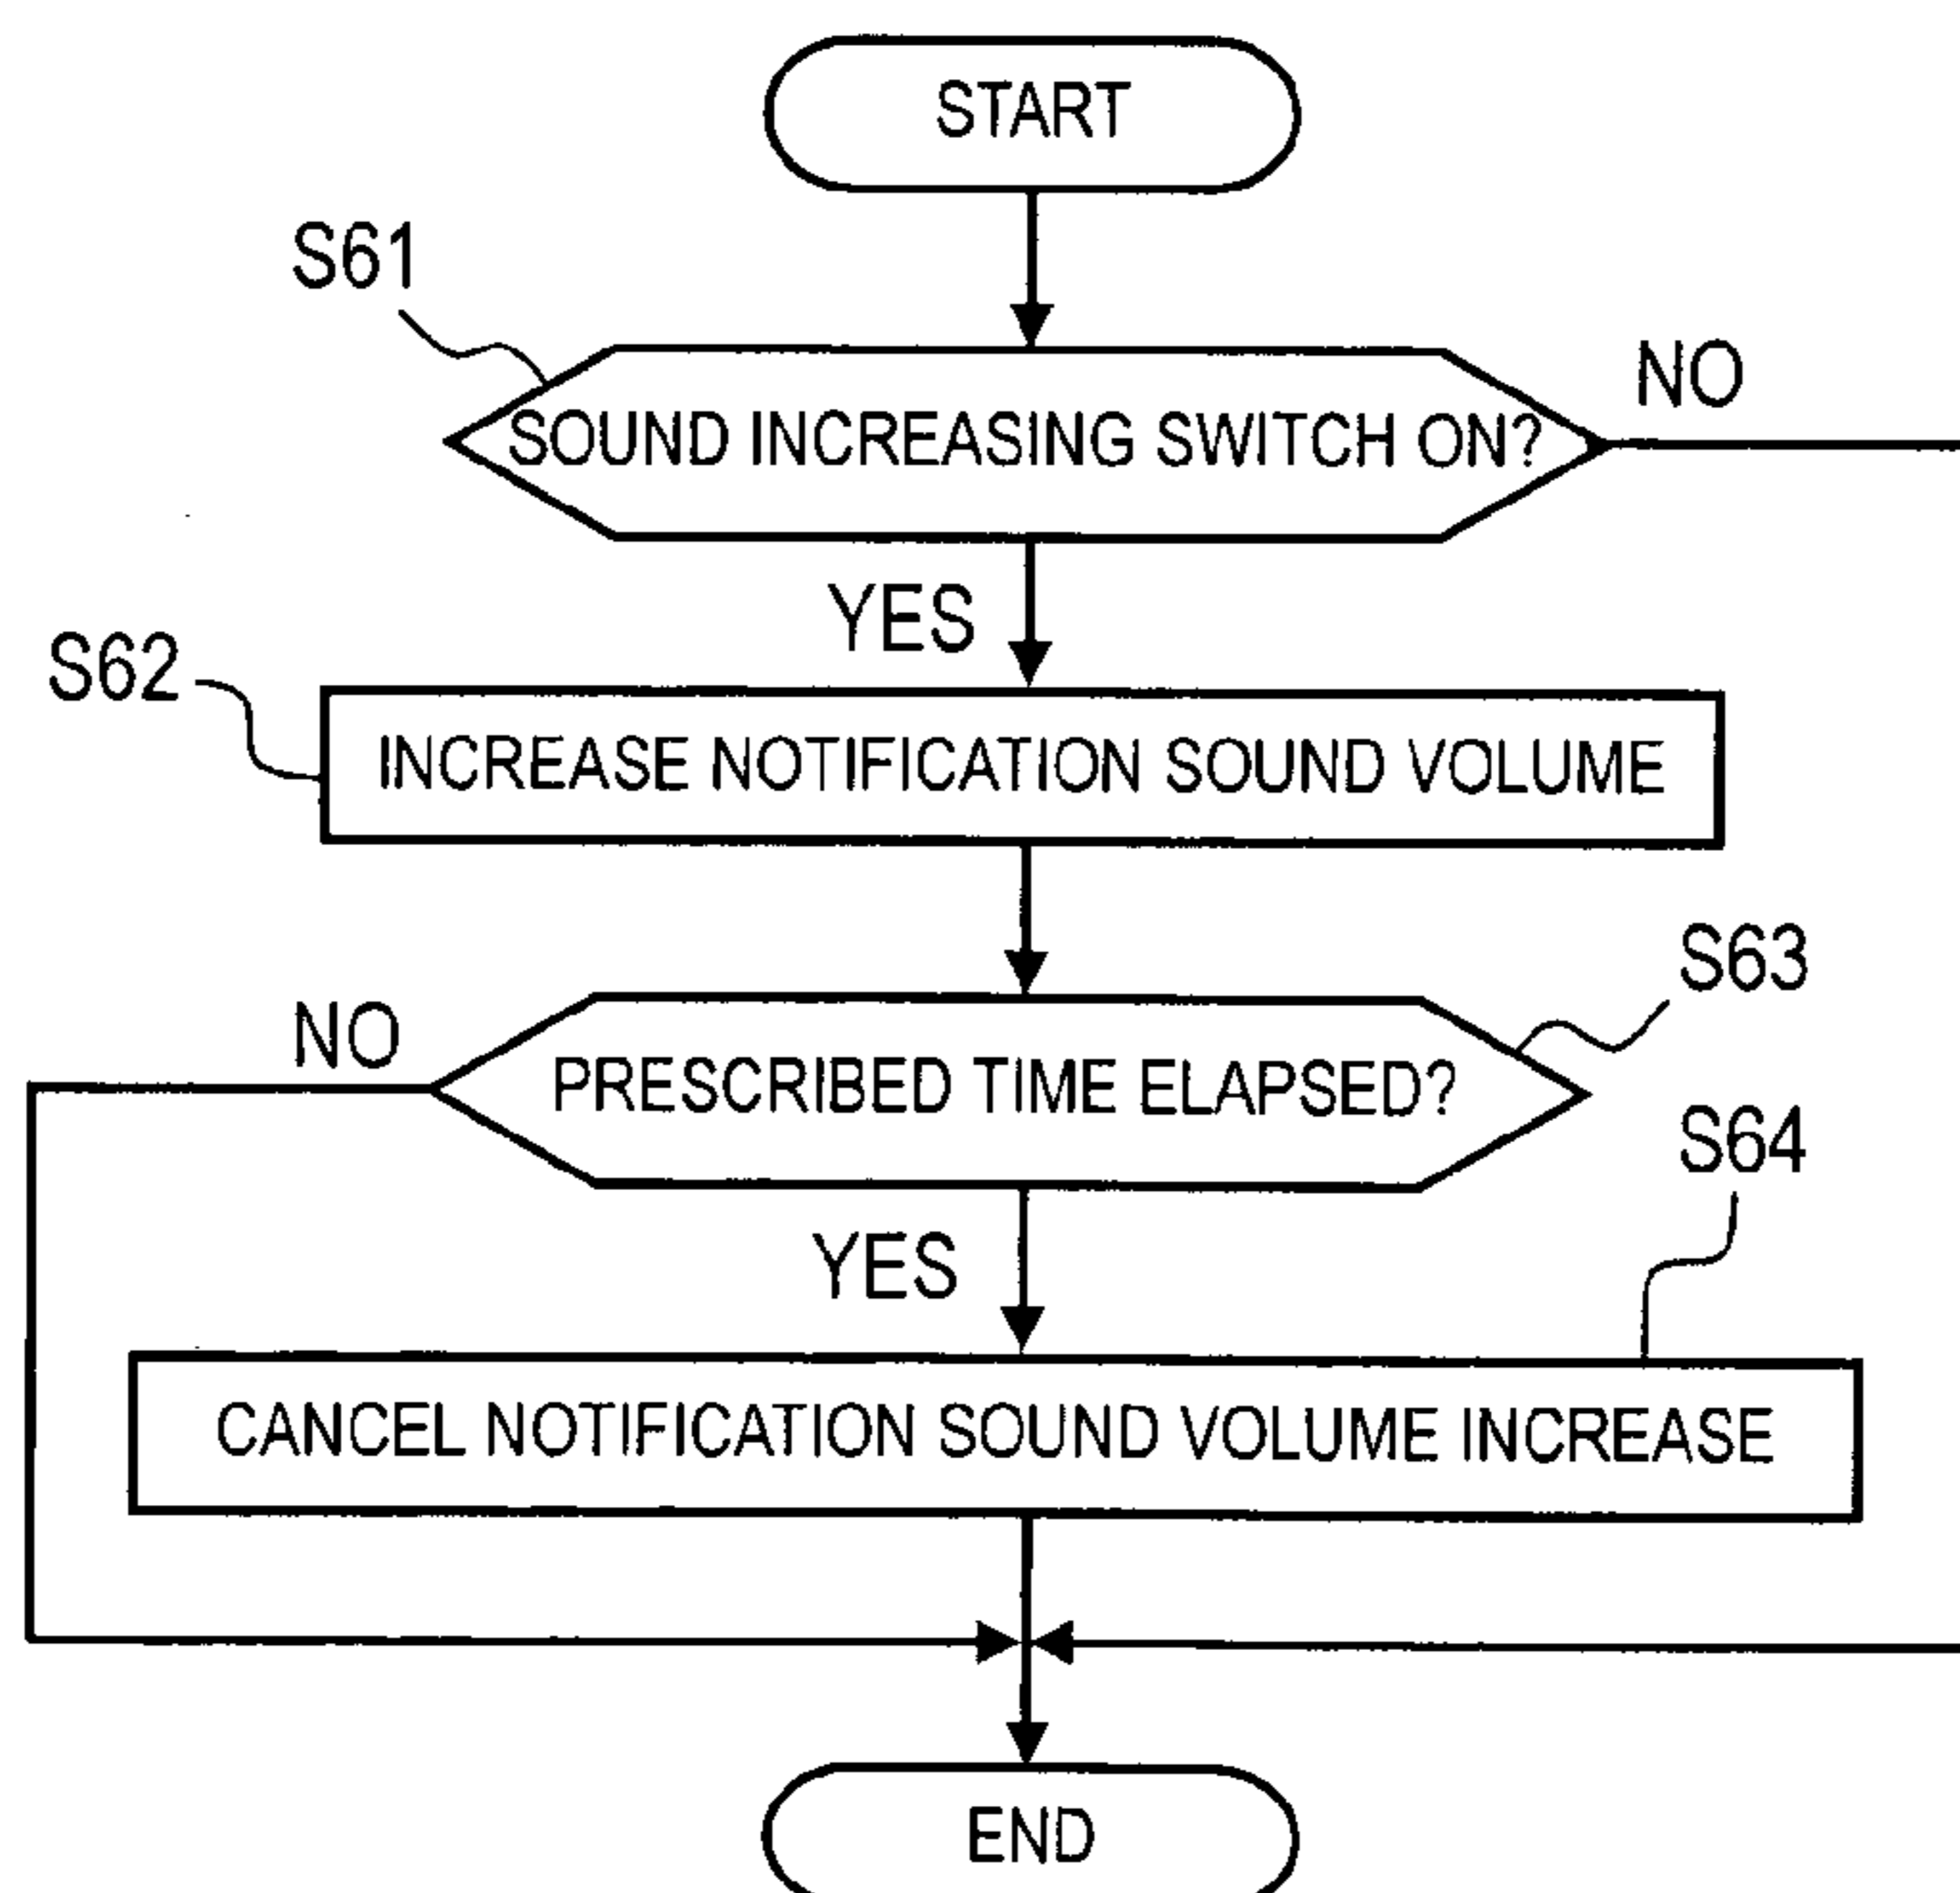 START
S61
SOUND INCREASING SWITCH ON?
NO
YES
S62
INCREASE NOTIFICATION SOUND VOLUME
S63
NO
PRESCRIBED TIME ELAPSED?
S64
YES
CANCEL NOTIFICATION SOUND VOLUME INCREASE
END